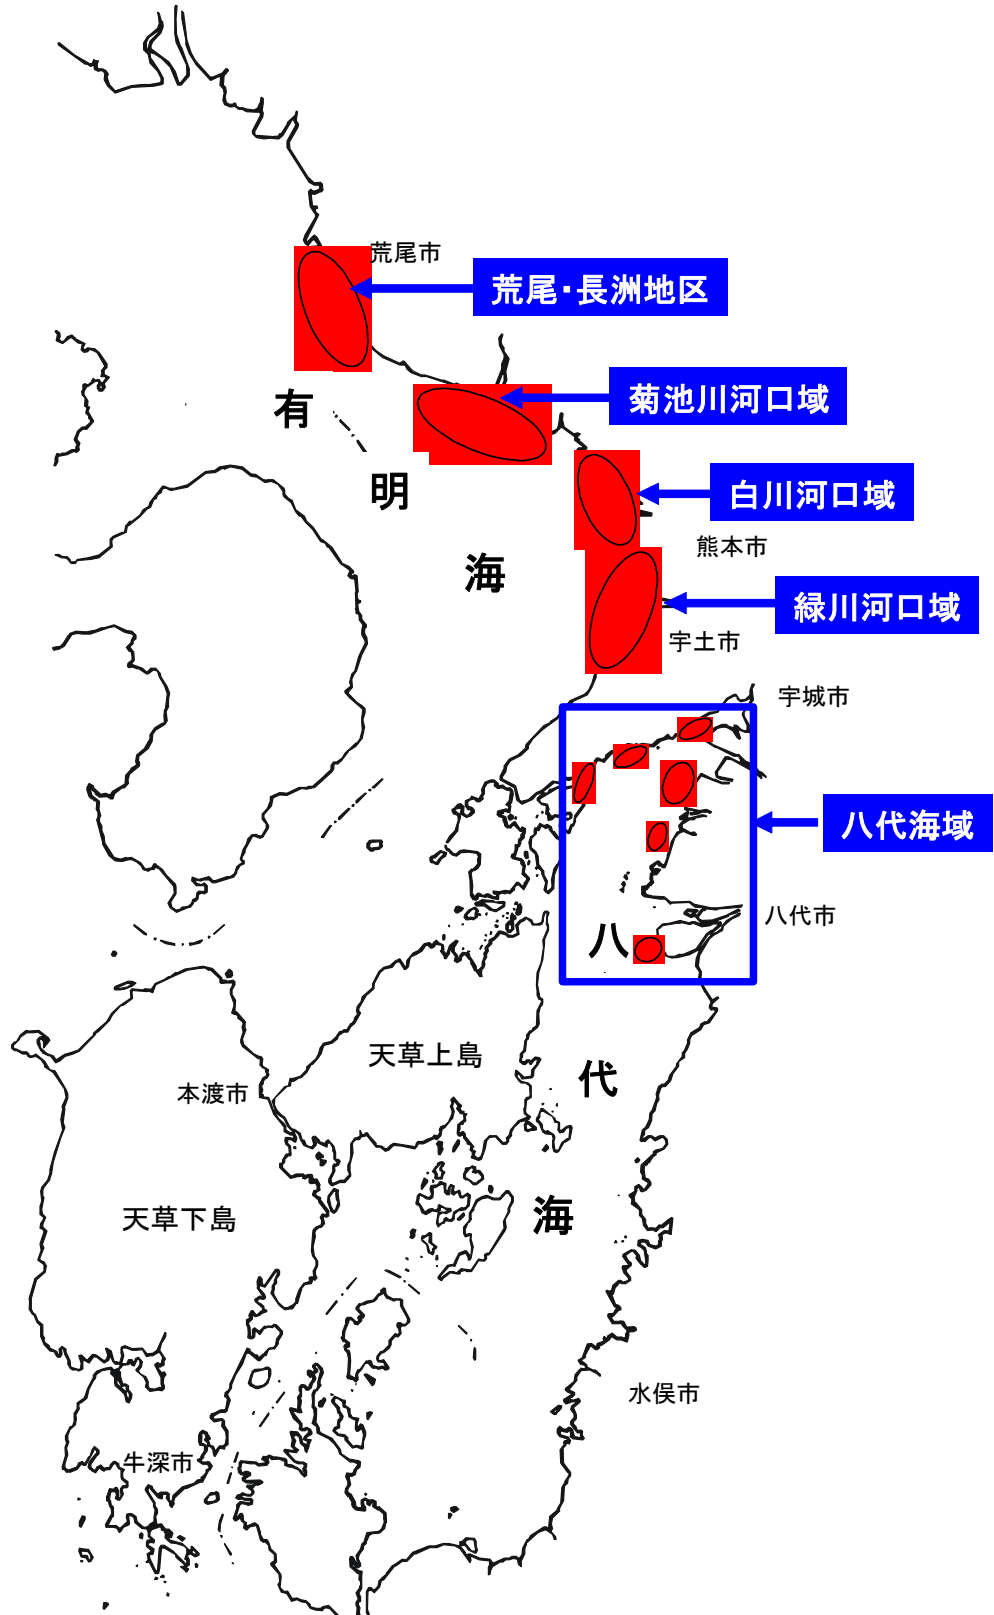 荒尾市
荒尾・長洲地区
菊池川河口域
有
明
海
白川河口域
熊本市
緑川河口域
宇土市
宇城市
八代海域
八代市
八
代
海
天草上島
本渡市
天草下島
水俣市
牛深市